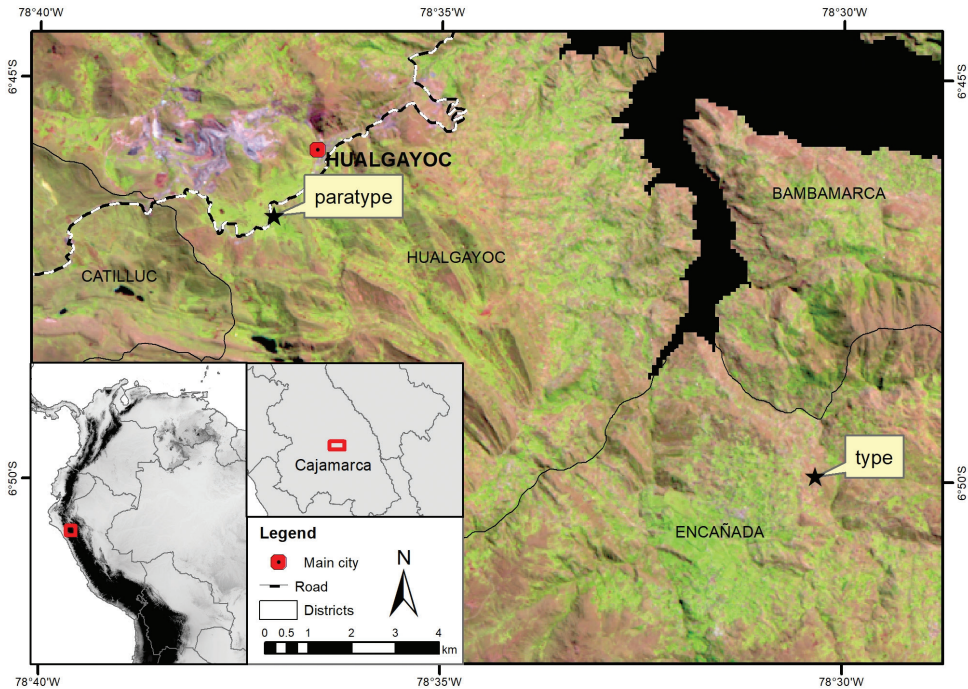 78°40'W 78°35'W 78°30'W
6°45'S 6°45'S
HUALGAYOC
paratype
BAMBAMARCA
HUALGAYOC
CATILLUC
type
6°50'S 6°50'S
ENCAÑADA
Cajamarca
Legend
Main city
Road
Districts
N
0 0.5 1 2 3 4
km
78°40'W 78°35'W 78°30'W